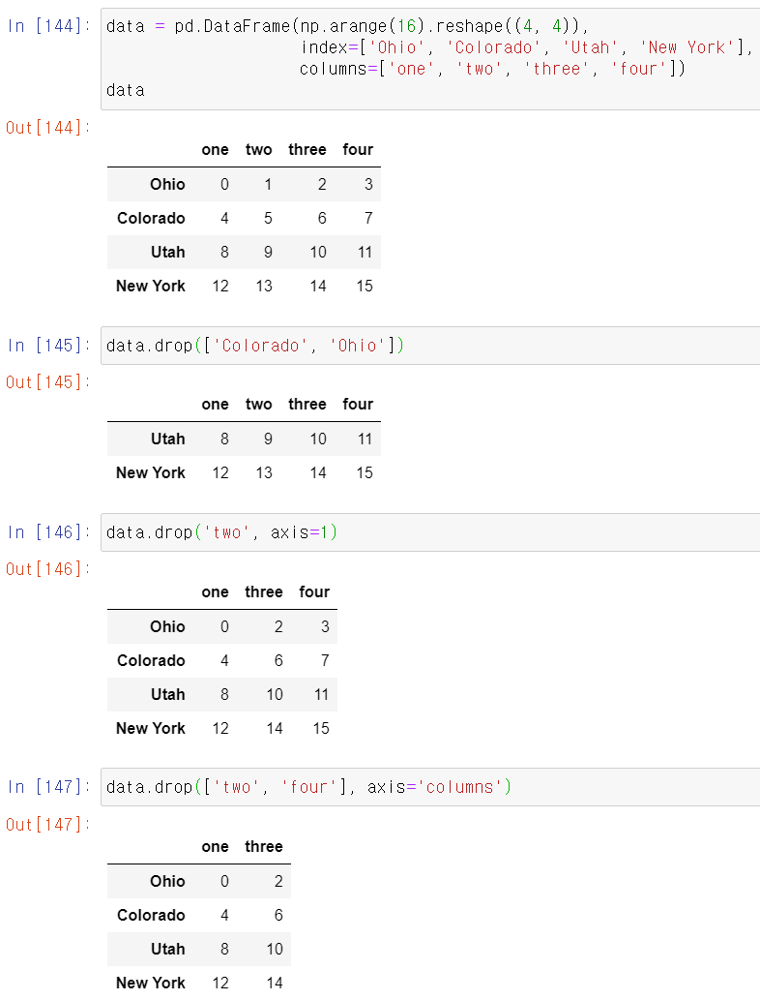 In [144]: data = pd.DataFrame(np.arange(16).reshape((4, 4)),
index=['Ohio', 'Colorado', 'Utah', 'New York'],
columns=['one', 'two', 'three', 'four'])
data
Out[144]:
one two three four
Ohio 0 1 2 3
Colorado 4 5 6 7
Utah 8 9 10 11
New York 12 13 14 15
In [145]: data.drop(['Colorado', 'Ohio'])
Out[145]:
one two three four
Utah 8 9 10 11
New York 12 13 14 15
In [146]: data.drop('two', axis=1)
Out[146]:
one three four
Ohio 0 2 3
Colorado 4 6 7
Utah 8 10 11
New York 12 14 15
In [147]: data.drop(['two', 'four'], axis='columns')
Out[147]:
one three
Ohio 0 2
Colorado 4 6
Utah 8 10
New York 12 14